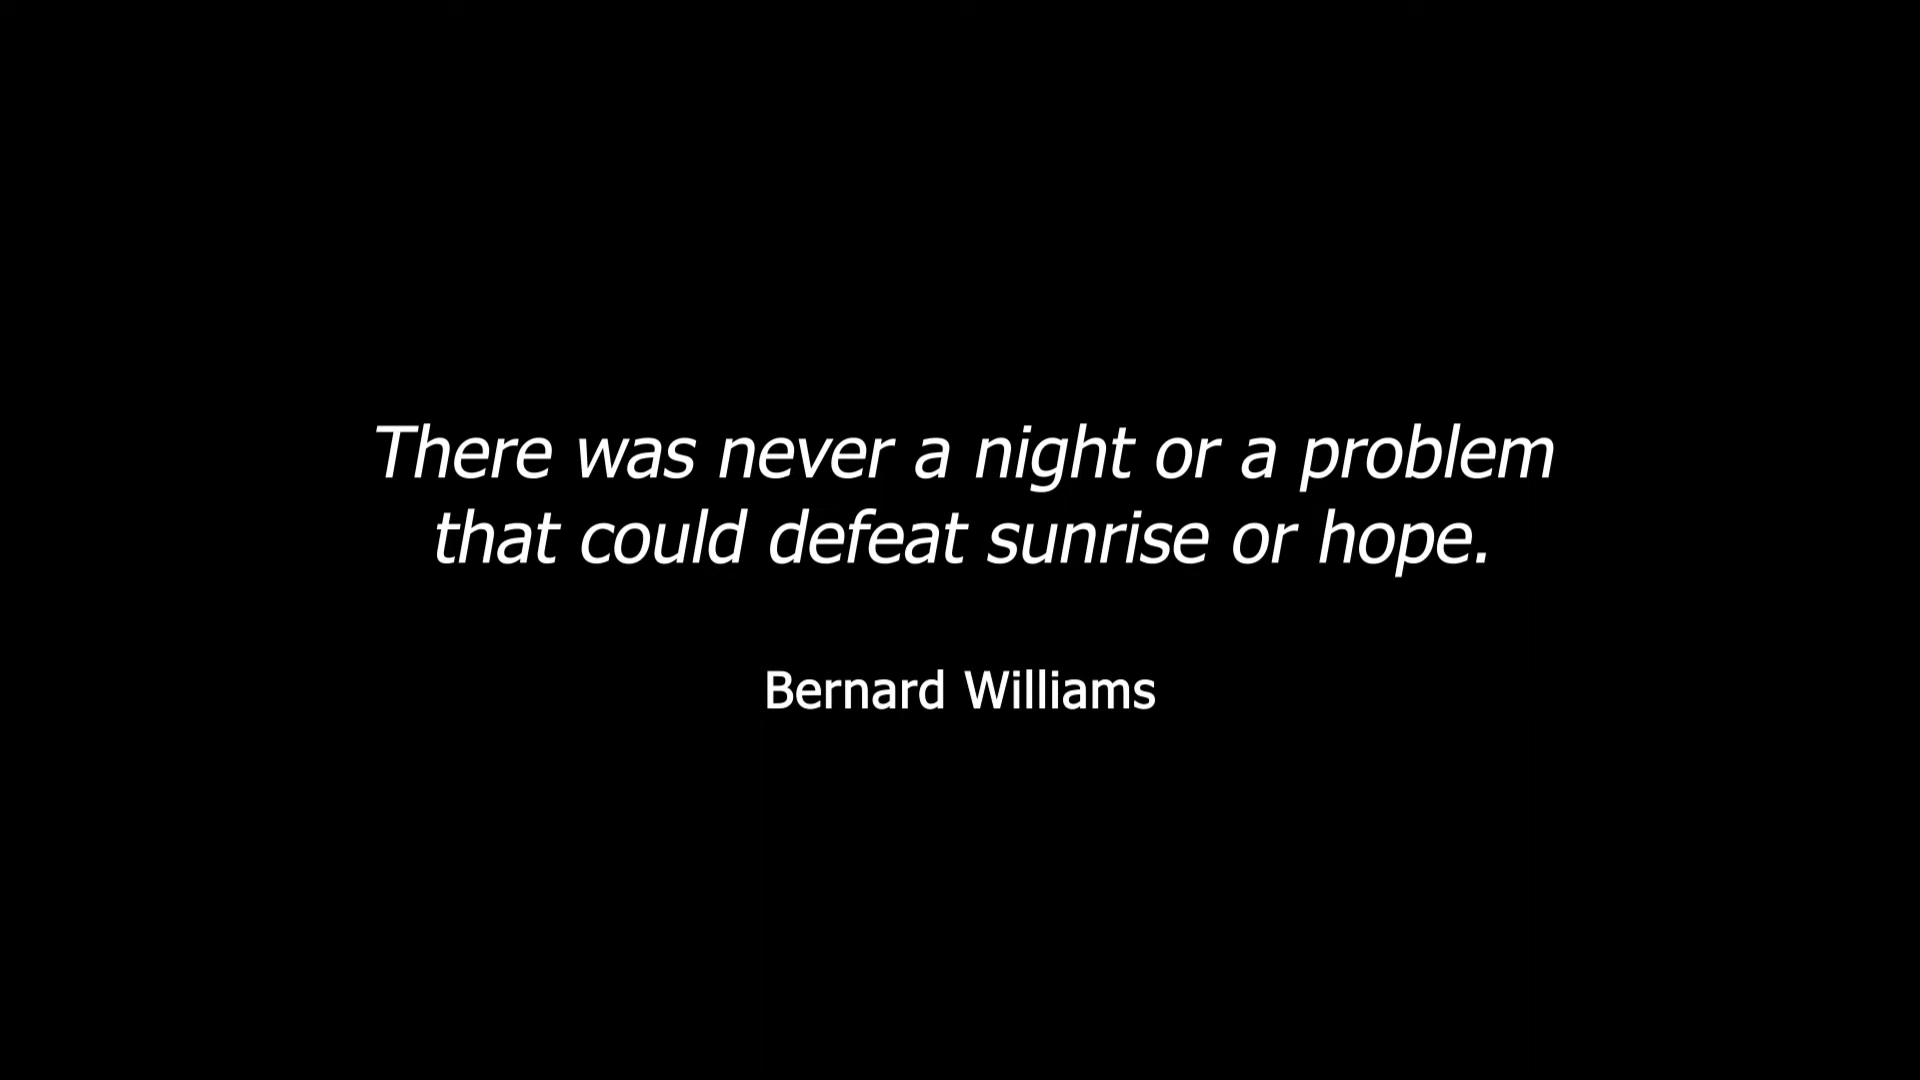 There was never a night or a problem
that could defeat sunrise or hope.
Bernard Williams